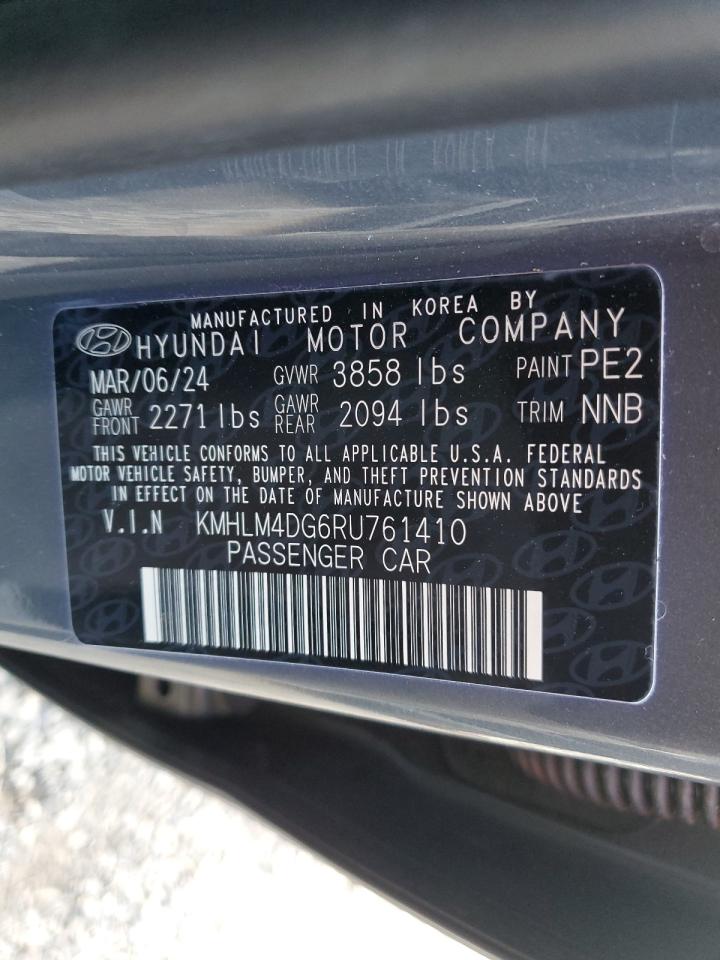 MANUFACTURED IN KOREA BY
HYUNDAI MOTOR COMPANY
MAR/06/24 GVWR 3858 lbs PAINT PE2
GAWR FRONT 2271 lbs GAWR REAR 2094 lbs TRIM NNB
THIS VEHICLE CONFORMS TO ALL APPLICABLE U.S.A. FEDERAL
MOTOR VEHICLE SAFETY, BUMPER, AND THEFT PREVENTION STANDARDS
IN EFFECT ON THE DATE OF MANUFACTURE SHOWN ABOVE
V.I.N KMHLM4DG6RU761410
PASSENGER CAR